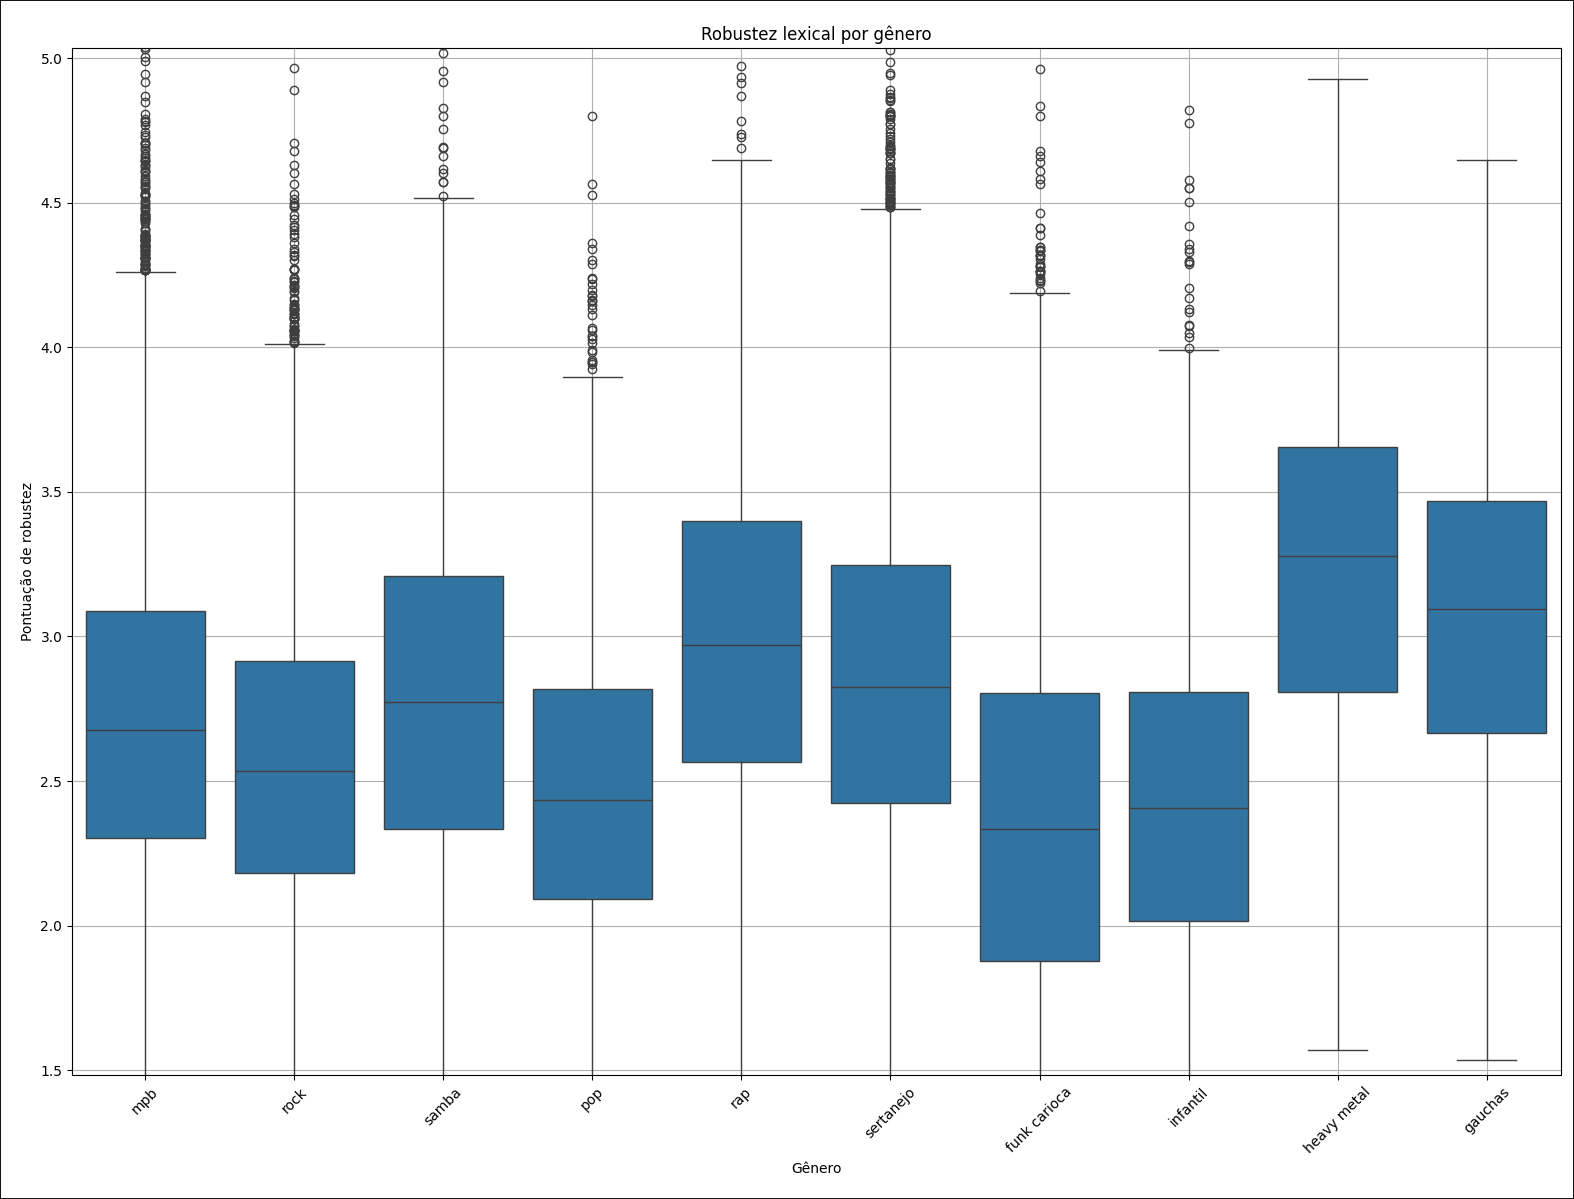 Robustez lexical por gênero
Pontuação de robustez
5.0
4.5
4.0
3.5
3.0
2.5
2.0
1.5
mpb
rock
samba
pop
rap
sertanejo
funk carioca
infantil
heavy metal
gauchas
Gênero